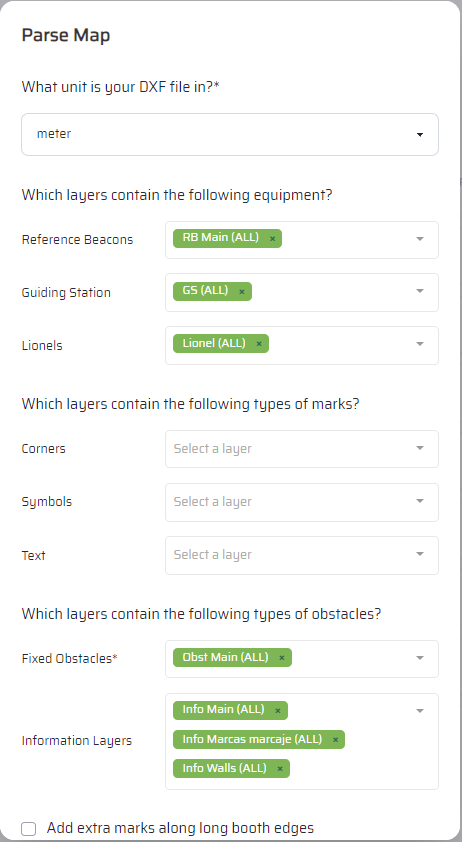 Parse Map
What unit is your DXF file in?*
meter
Which layers contain the following equipment?
Reference Beacons
RB Main (ALL) ×
Guiding Station
GS (ALL) ×
Lionels
Lionel (ALL) ×
Which layers contain the following types of marks?
Corners
Select a layer
Symbols
Select a layer
Text
Select a layer
Which layers contain the following types of obstacles?
Fixed Obstacles*
Obst Main (ALL) ×
Information Layers
Info Main (ALL) ×
Info Marcas marcaje (ALL) ×
Info Walls (ALL) ×
Add extra marks along long booth edges